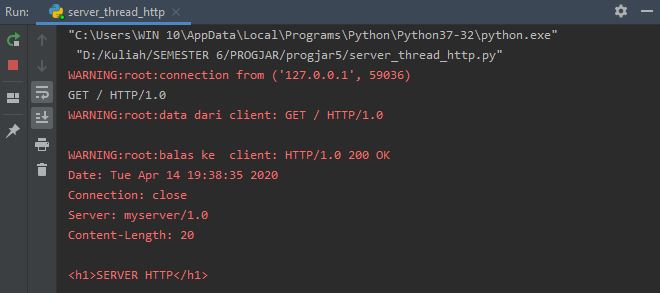 Run: server_thread_http
"C:\Users\WIN 10\AppData\Local\Programs\Python\Python37-32\python.exe"
"D:/Kuliah/SEMESTER 6/PROGJAR/progjar5/server_thread_http.py"
WARNING:root:connection from ('127.0.0.1', 59036)
GET / HTTP/1.0
WARNING:root:data dari client: GET / HTTP/1.0
WARNING:root:balas ke  client: HTTP/1.0 200 OK
Date: Tue Apr 14 19:38:35 2020
Connection: close
Server: myserver/1.0
Content-Length: 20
<h1>SERVER HTTP</h1>